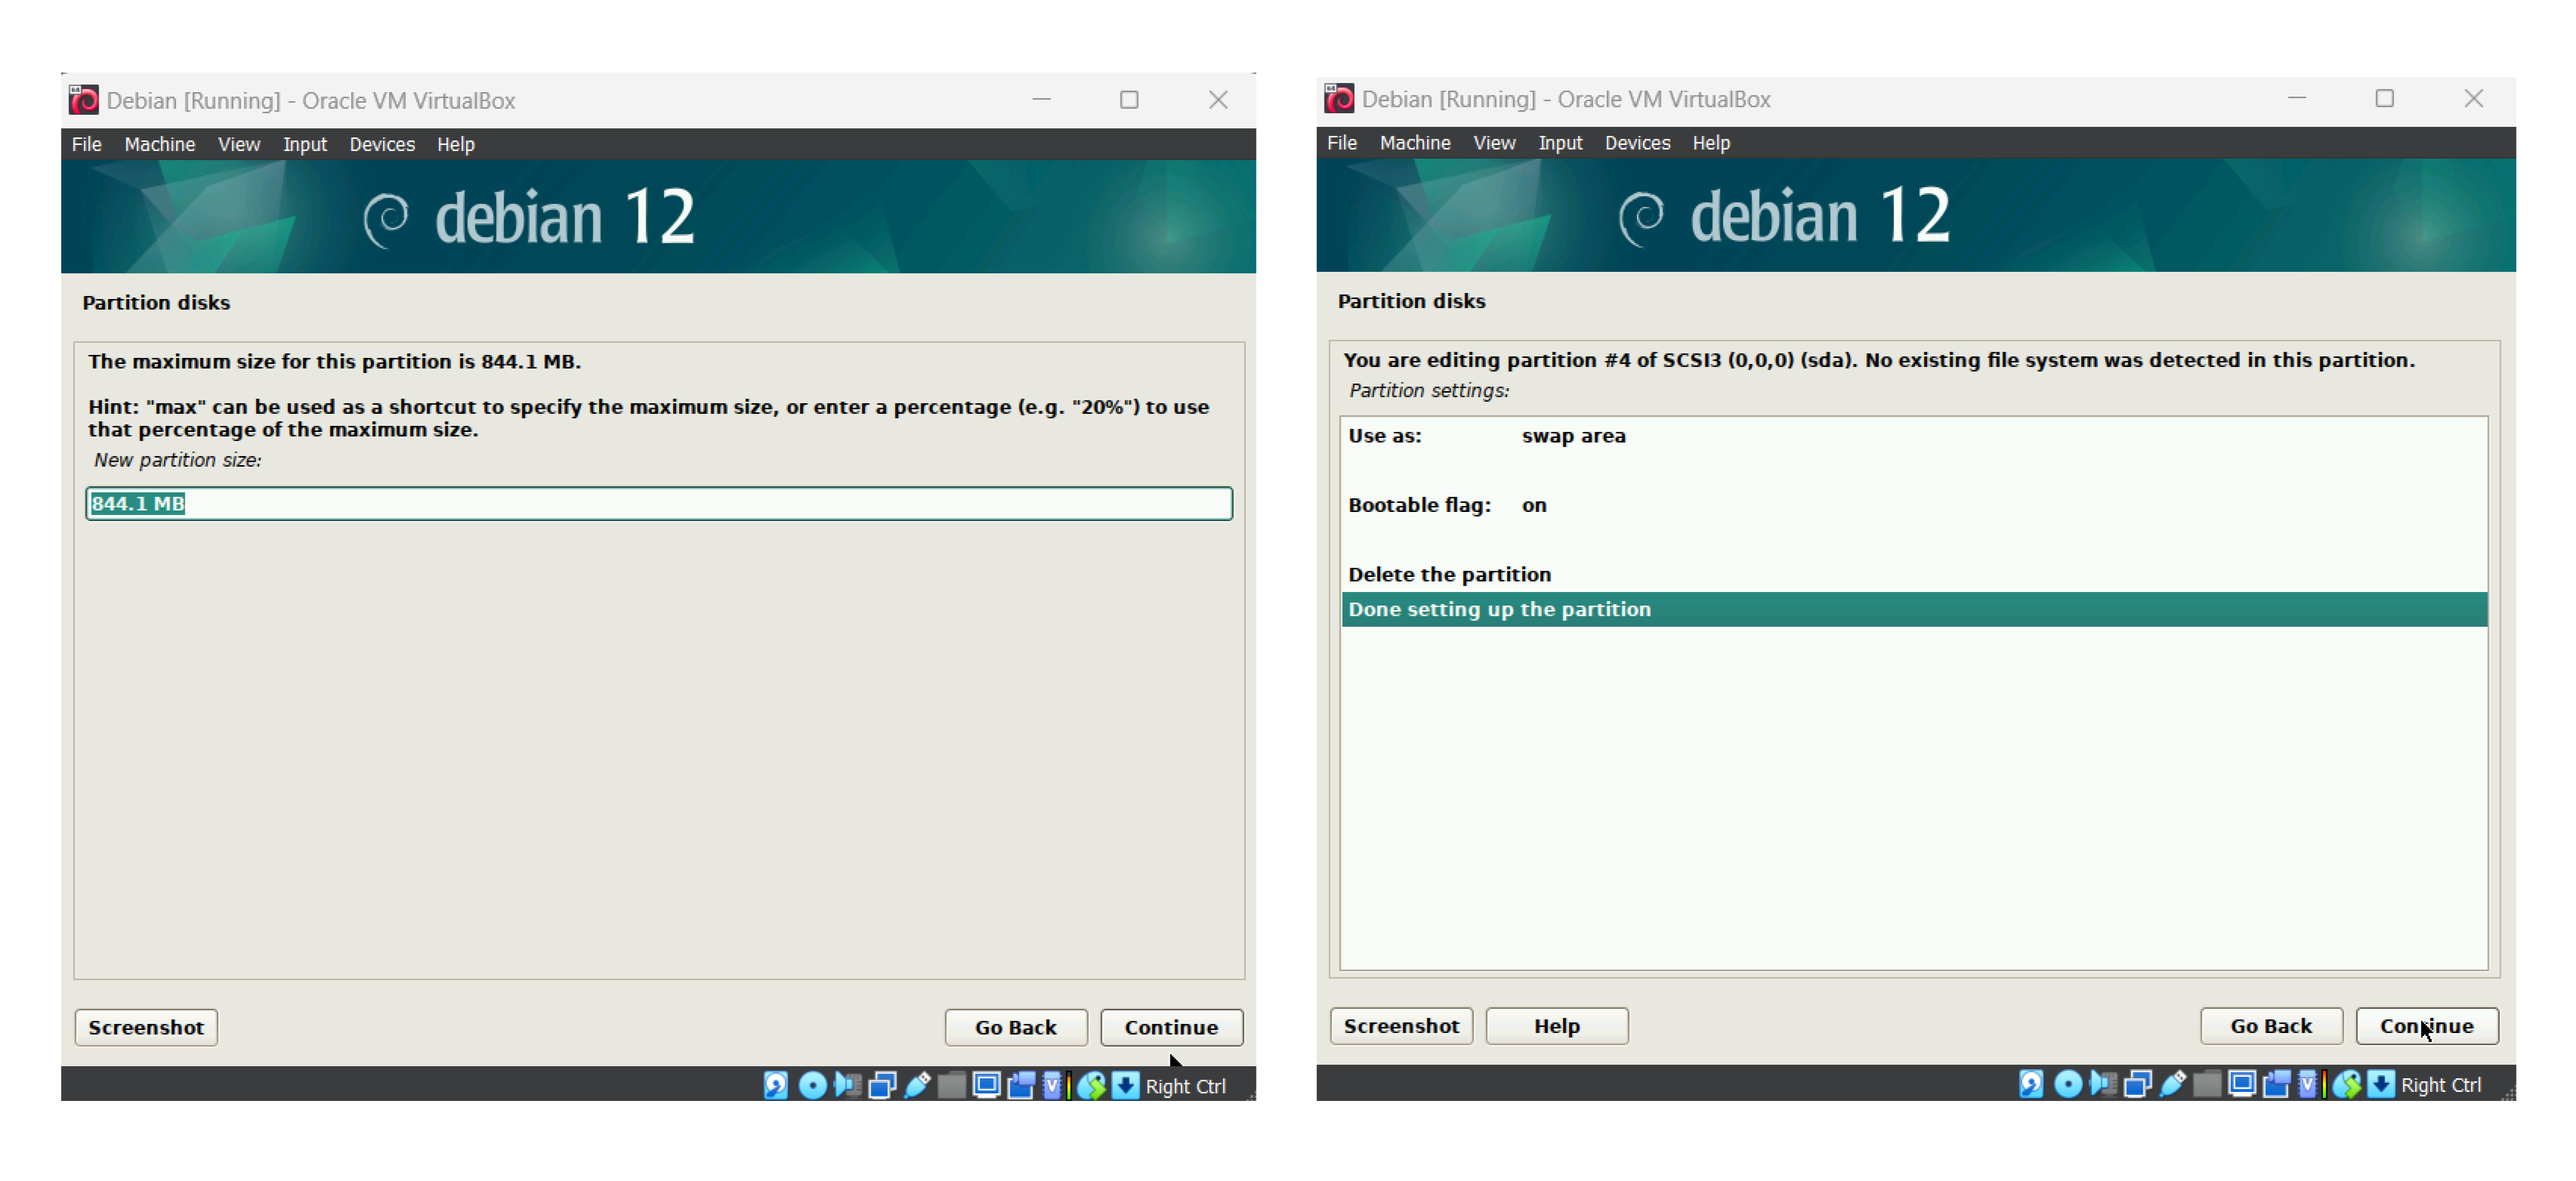 Debian [Running] - Oracle VM VirtualBox
File Machine View Input Devices Help
debian 12
Partition disks
The maximum size for this partition is 844.1 MB.
Hint: "max" can be used as a shortcut to specify the maximum size, or enter a percentage (e.g. "20%") to use
that percentage of the maximum size.
New partition size:
844.1 MB
Screenshot Go Back Continue
Right Ctrl
Debian [Running] - Oracle VM VirtualBox
File Machine View Input Devices Help
debian 12
Partition disks
You are editing partition #4 of SCSI3 (0,0,0) (sda). No existing file system was detected in this partition.
Partition settings:
Use as: swap area
Bootable flag: on
Delete the partition
Done setting up the partition
Screenshot Help Go Back Continue
Right Ctrl